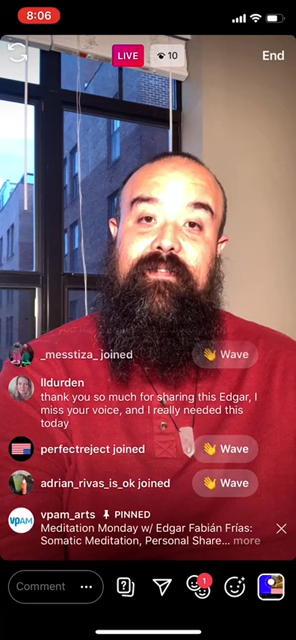 8:06
LIVE 10 End
_messtiza_ joined Wave
lldurden
thank you so much for sharing this Edgar, I
miss your voice, and I really needed this
today
perfectreject joined Wave
adrian_rivas_is_ok joined Wave
vpam_arts PINNED
VPAM
Meditation Monday w/ Edgar Fabián Frías:
Somatic Meditation, Personal Share... more
Comment ... 1